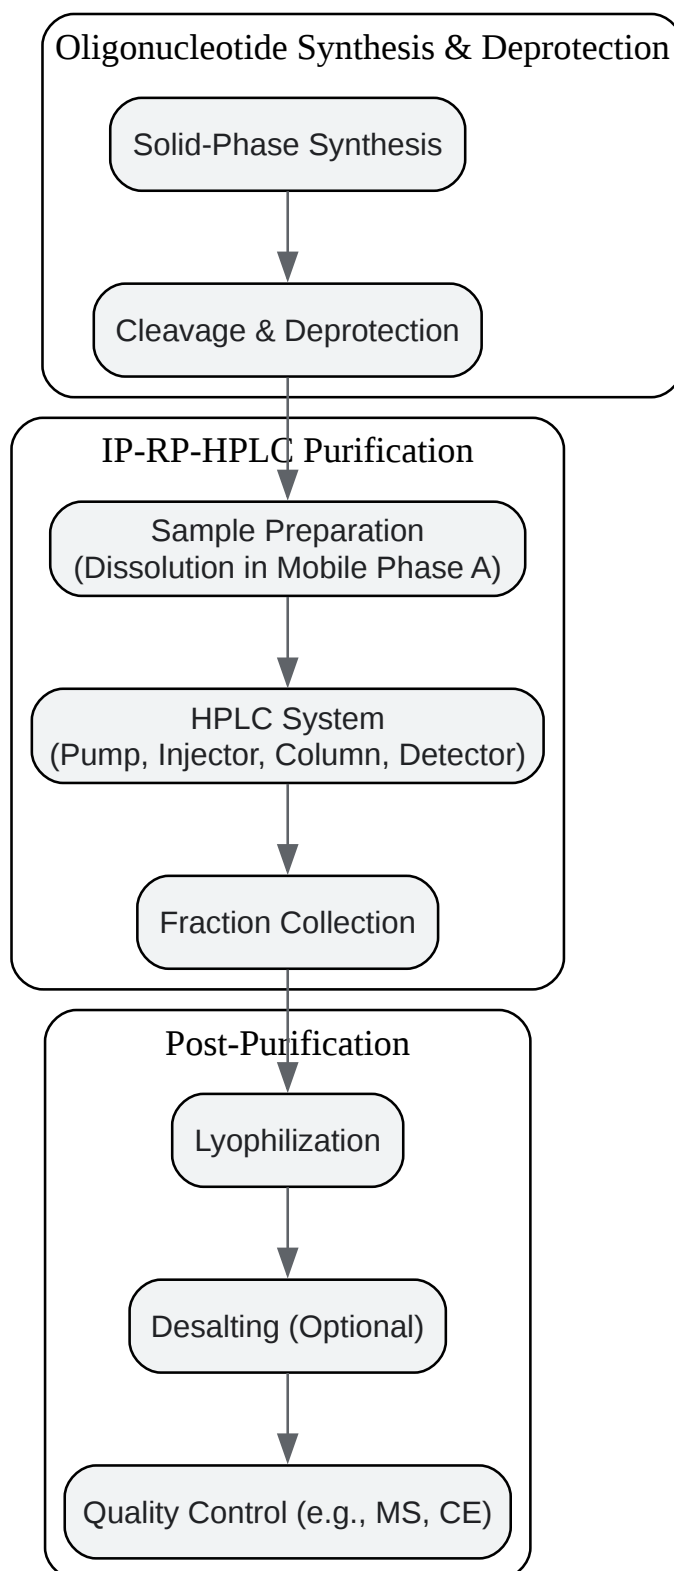 Oligonucleotide Synthesis & Deprotection
Solid-Phase Synthesis
Cleavage & Deprotection
IP-RP-HPLC Purification
Sample Preparation
(Dissolution in Mobile Phase A)
HPLC System
(Pump, Injector, Column, Detector)
Fraction Collection
Post-Purification
Lyophilization
Desalting (Optional)
Quality Control (e.g., MS, CE)